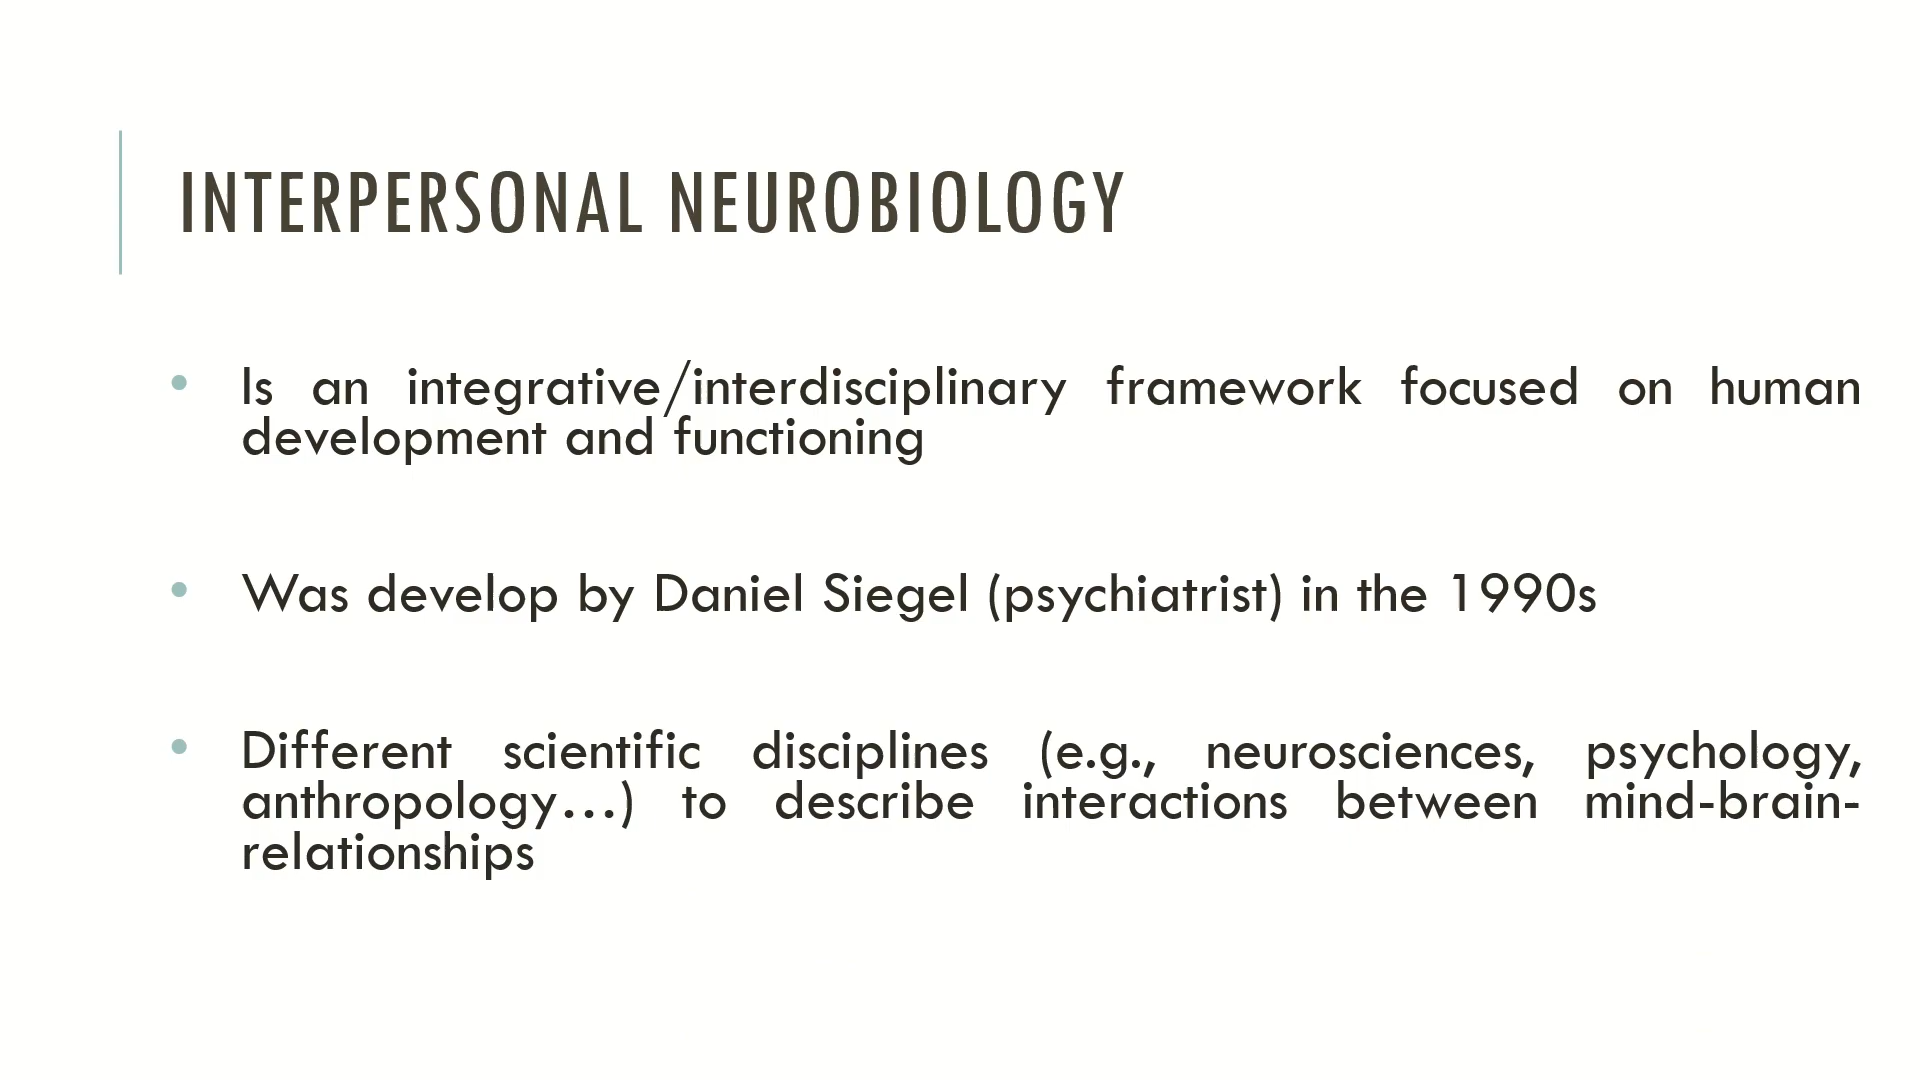 INTERPERSONAL NEUROBIOLOGY
• Is an integrative/interdisciplinary framework focused on human
development and functioning
• Was develop by Daniel Siegel (psychiatrist) in the 1990s
• Different scientific disciplines (e.g., neurosciences, psychology,
anthropology…) to describe interactions between mind-brain-
relationships